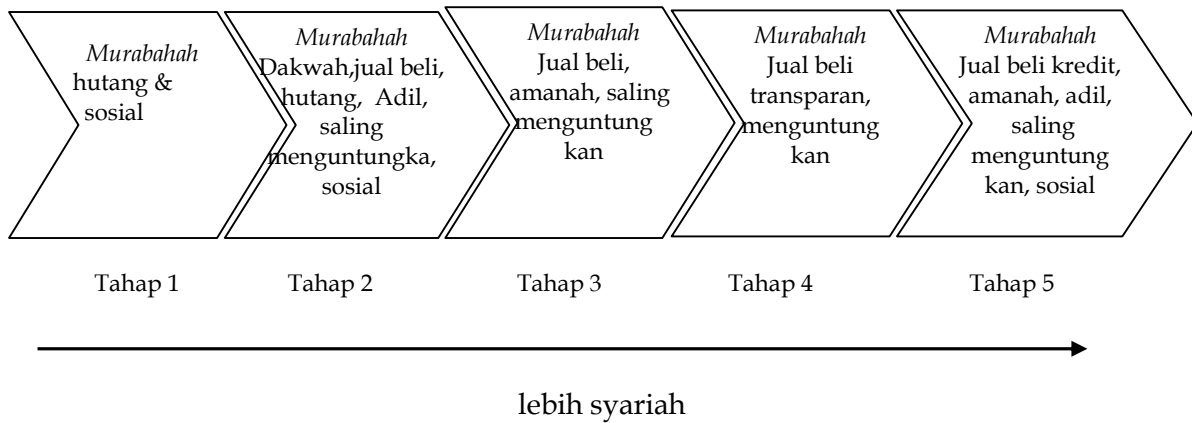 Murabahah
hutang &
sosial
Murabahah
Dakwah,jual beli,
hutang, Adil,
saling
menguntungka,
sosial
Murabahah
Jual beli,
amanah, saling
menguntung
kan
Murabahah
Jual beli
transparan,
menguntung
kan
Murabahah
Jual beli kredit,
amanah, adil,
saling
menguntung
kan, sosial
Tahap 1
Tahap 2
Tahap 3
Tahap 4
Tahap 5
lebih syariah